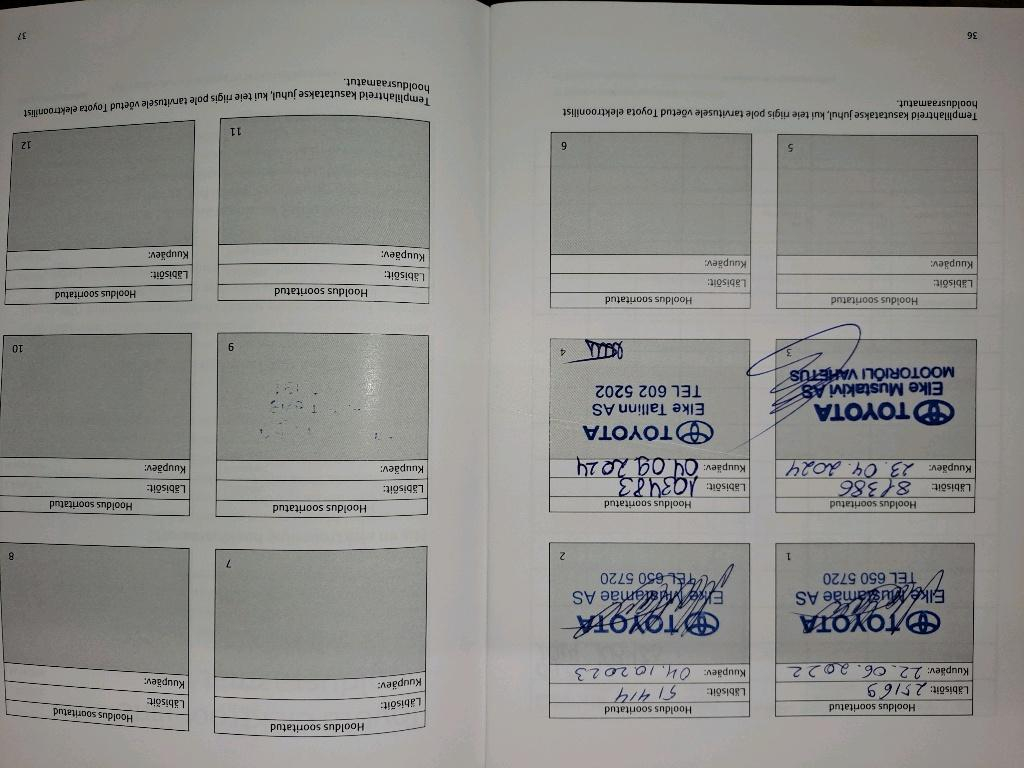 Hooldus sooritatud
Läbisõit: 25169
Kuupäev: 22.06.2022
TOYOTA
Elke Mustamäe AS
TEL 650 5720
1
Hooldus sooritatud
Läbisõit: 51414
Kuupäev: 04.10.2023
TOYOTA
Elke Mustamäe AS
TEL 650 5720
2
Hooldus sooritatud
Läbisõit: 81386
Kuupäev: 23.04.2024
TOYOTA
Elke Mustakivi AS
MOOTORIÕLI VAHETUS
3
Hooldus sooritatud
Läbisõit: 103483
Kuupäev: 04.09.2024
TOYOTA
Elke Tallinn AS
TEL 602 5202
4
Hooldus sooritatud
Läbisõit:
Kuupäev:
5
Hooldus sooritatud
Läbisõit:
Kuupäev:
6
Templilahtreid kasutatakse juhul, kui teie riigis pole tarvitusele võetud Toyota elektroonilist
hooldusraamatut.
36
Hooldus sooritatud
Läbisõit:
Kuupäev:
7
Hooldus sooritatud
Läbisõit:
Kuupäev:
8
Hooldus sooritatud
Läbisõit:
Kuupäev:
9
Hooldus sooritatud
Läbisõit:
Kuupäev:
10
Hooldus sooritatud
Läbisõit:
Kuupäev:
11
Hooldus sooritatud
Läbisõit:
Kuupäev:
12
Templilahtreid kasutatakse juhul, kui teie riigis pole tarvitusele võetud Toyota elektroonilist
hooldusraamatut.
37